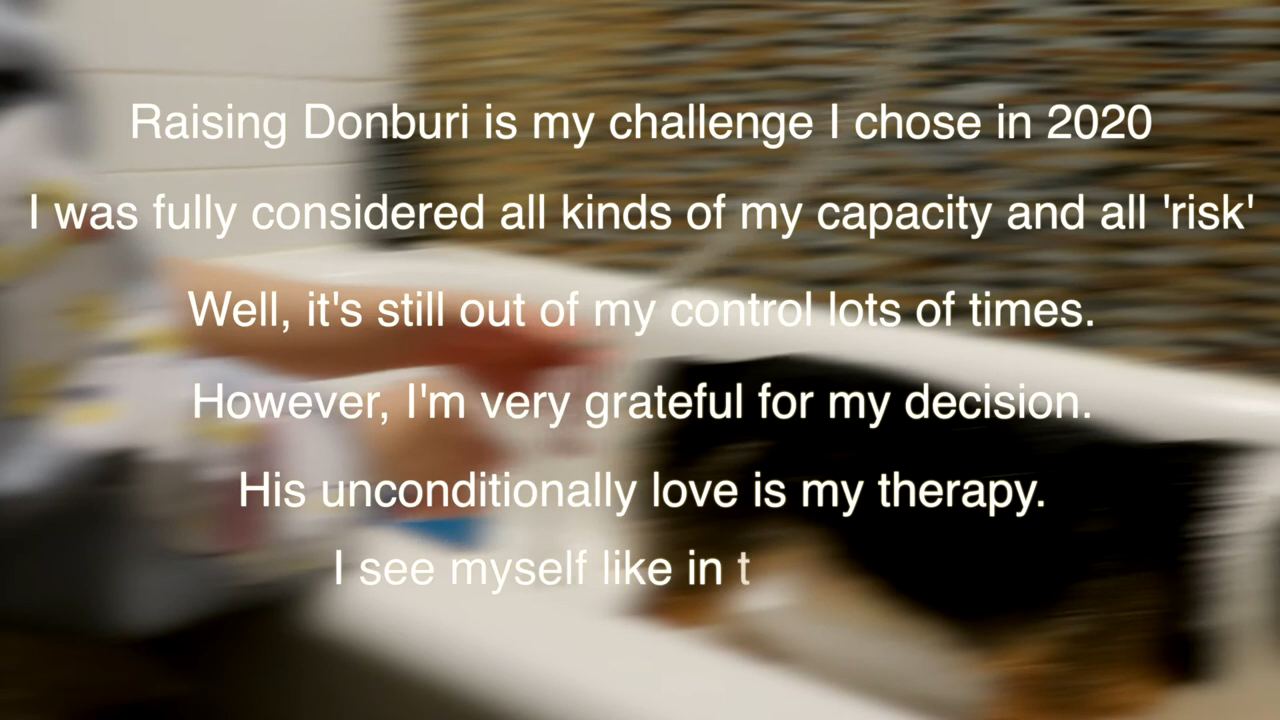 Raising Donburi is my challenge I chose in 2020
I was fully considered all kinds of my capacity and all 'risk'
Well, it's still out of my control lots of times.
However, I'm very grateful for my decision.
His unconditionally love is my therapy.
I see myself like in t